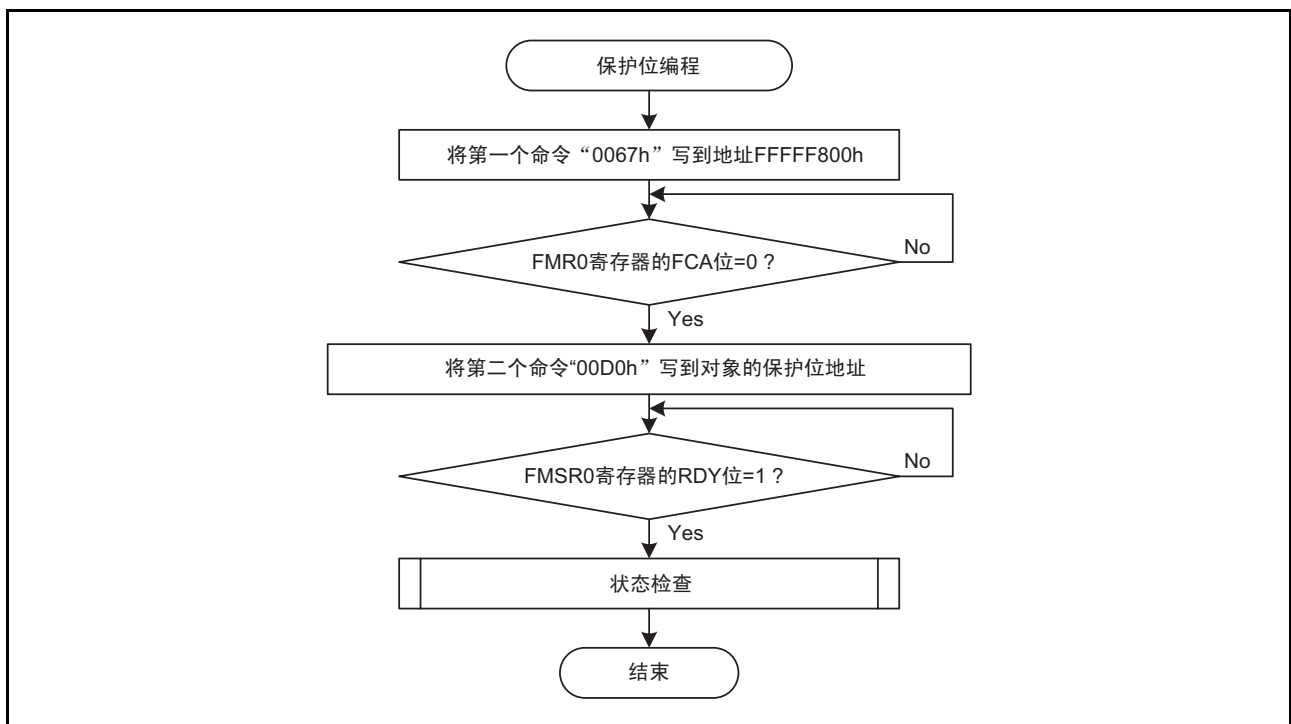 保护位编程
将第一个命令“0067h”写到地址FFFFF800h
FMR0寄存器的FCA位=0？
No
Yes
将第二个命令“00D0h”写到对象的保护位地址
FMSR0寄存器的RDY位=1？
No
Yes
状态检查
结束